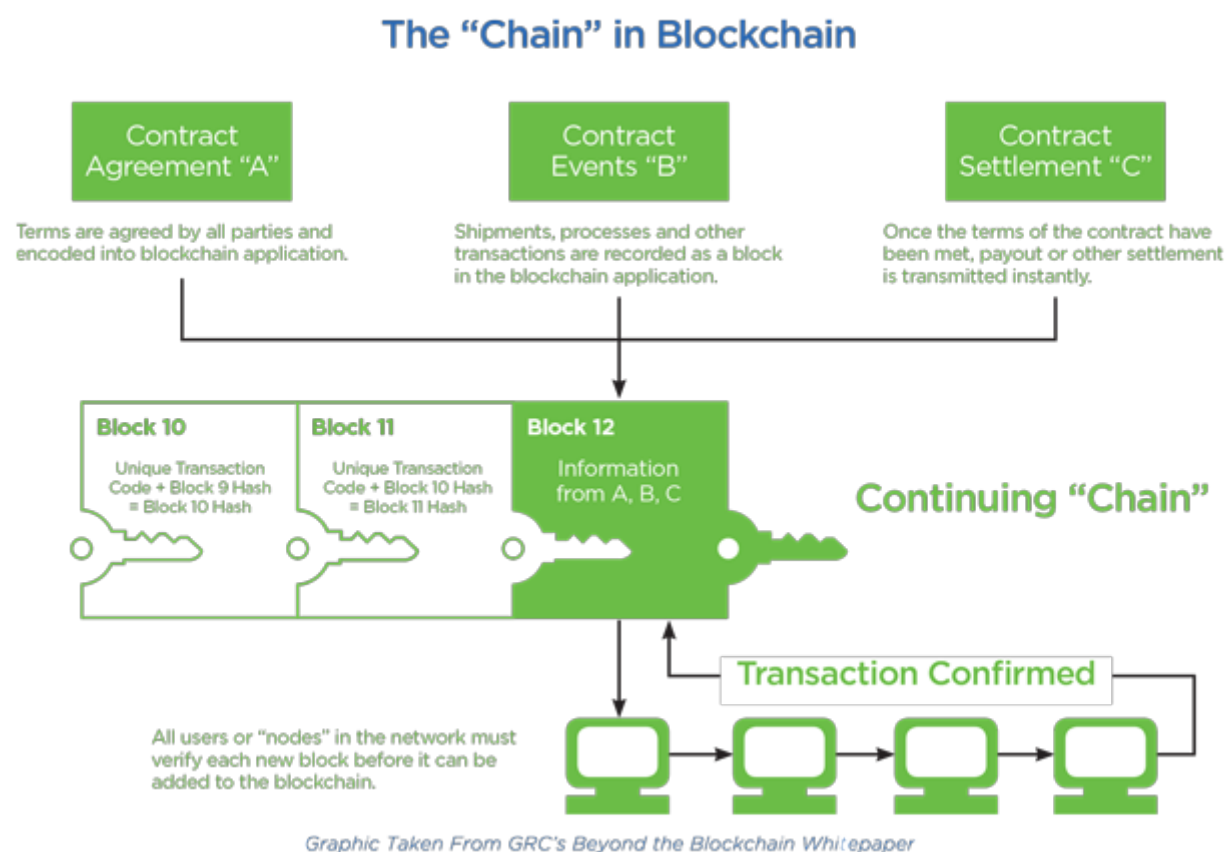 The “Chain” in Blockchain
Contract
Agreement “A”
Contract
Events “B”
Contract
Settlement “C”
Terms are agreed by all parties and
encoded into blockchain application.
Shipments, processes and other
transactions are recorded as a block
in the blockchain application.
Once the terms of the contract have
been met, payout or other settlement
is transmitted instantly.
Block 10
Unique Transaction
Code + Block 9 Hash
= Block 10 Hash
Block 11
Unique Transaction
Code + Block 10 Hash
= Block 11 Hash
Block 12
Information
from A, B, C
Continuing “Chain”
Transaction Confirmed
All users or “nodes” in the network must
verify each new block before it can be
added to the blockchain.
Graphic Taken From GRC's Beyond the Blockchain Whitepaper